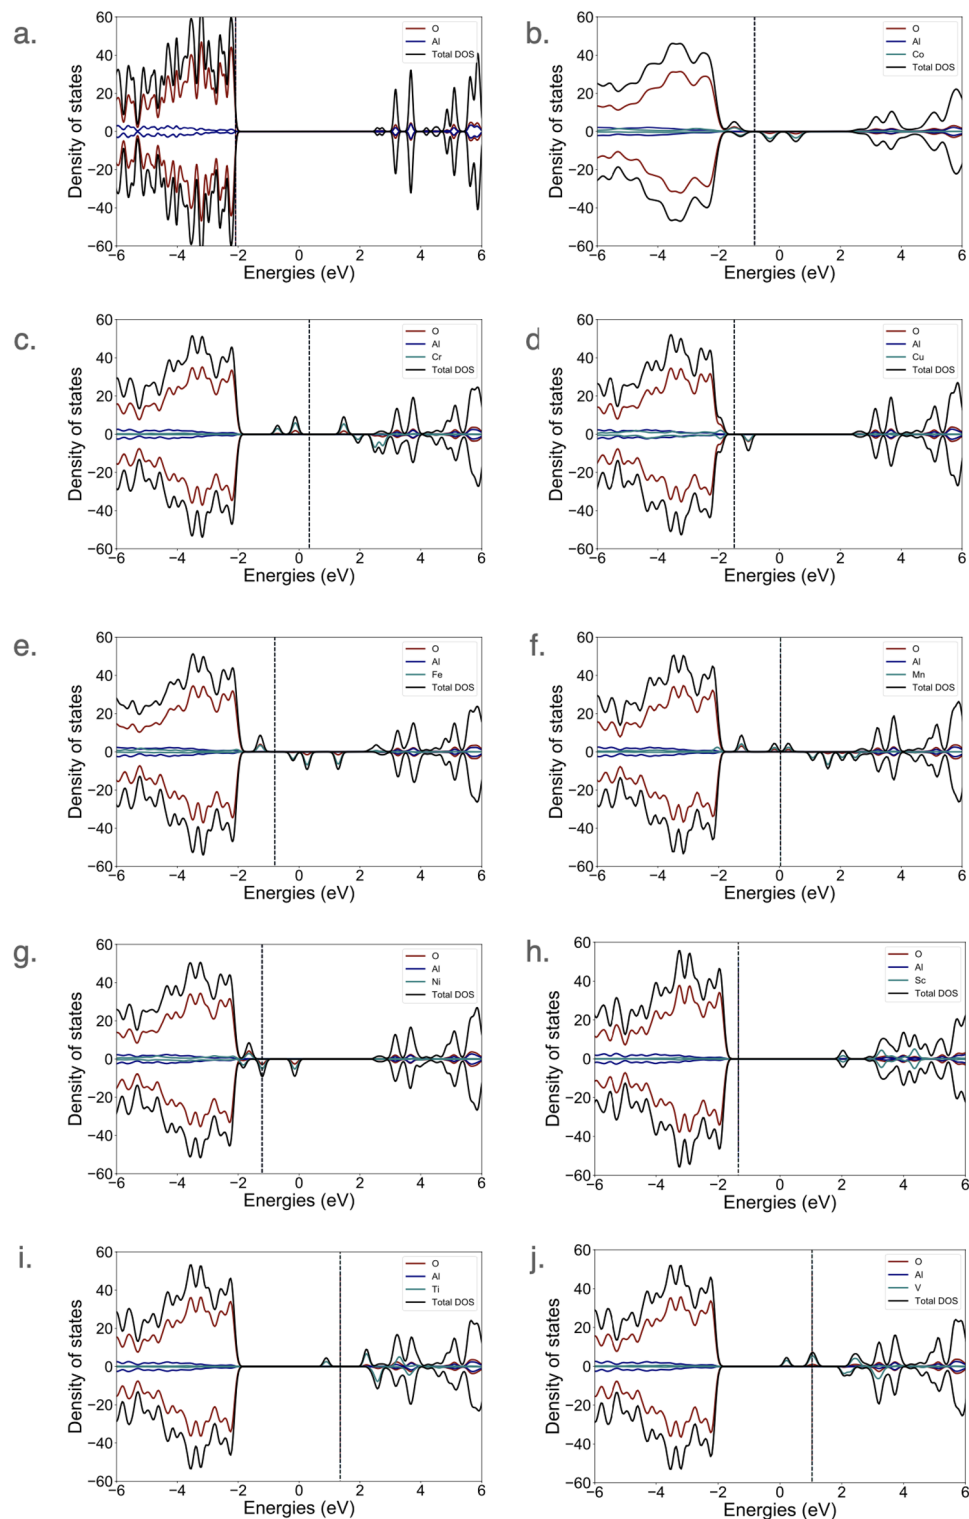 a.
Density of states
60
40
20
0
−20
−40
−60
O
Al
Total DOS
−6 −4 −2 0 2 4 6
Energies (eV)
b.
Density of states
60
40
20
0
−20
−40
−60
O
Al
Co
Total DOS
−6 −4 −2 0 2 4 6
Energies (eV)
c.
Density of states
60
40
20
0
−20
−40
−60
O
Al
Cr
Total DOS
−6 −4 −2 0 2 4 6
Energies (eV)
d
Density of states
60
40
20
0
−20
−40
−60
O
Al
Cu
Total DOS
−6 −4 −2 0 2 4 6
Energies (eV)
e.
Density of states
60
40
20
0
−20
−40
−60
O
Al
Fe
Total DOS
−6 −4 −2 0 2 4 6
Energies (eV)
f.
Density of states
60
40
20
0
−20
−40
−60
O
Al
Mn
Total DOS
−6 −4 −2 0 2 4 6
Energies (eV)
g.
Density of states
60
40
20
0
−20
−40
−60
O
Al
Ni
Total DOS
−6 −4 −2 0 2 4 6
Energies (eV)
h.
Density of states
60
40
20
0
−20
−40
−60
O
Al
Sc
Total DOS
−6 −4 −2 0 2 4 6
Energies (eV)
i.
Density of states
60
40
20
0
−20
−40
−60
O
Al
Ti
Total DOS
−6 −4 −2 0 2 4 6
Energies (eV)
j.
Density of states
60
40
20
0
−20
−40
−60
O
Al
V
Total DOS
−6 −4 −2 0 2 4 6
Energies (eV)